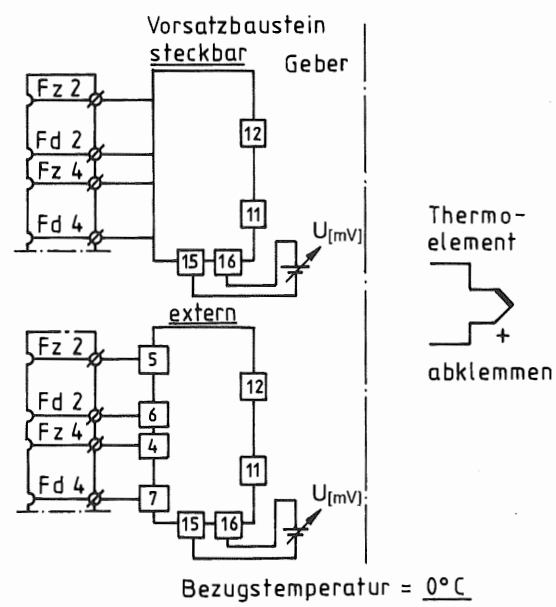 Vorsatzbaustein
steckbar
Geber
Fz 2
Fd 2
Fz 4
Fd 4
12
11
15
16
U[mV]
Thermo-
element
+
abklemmen
extern
Fz 2
Fd 2
Fz 4
Fd 4
5
6
4
7
12
11
15
16
U[mV]
Bezugstemperatur = 0°C